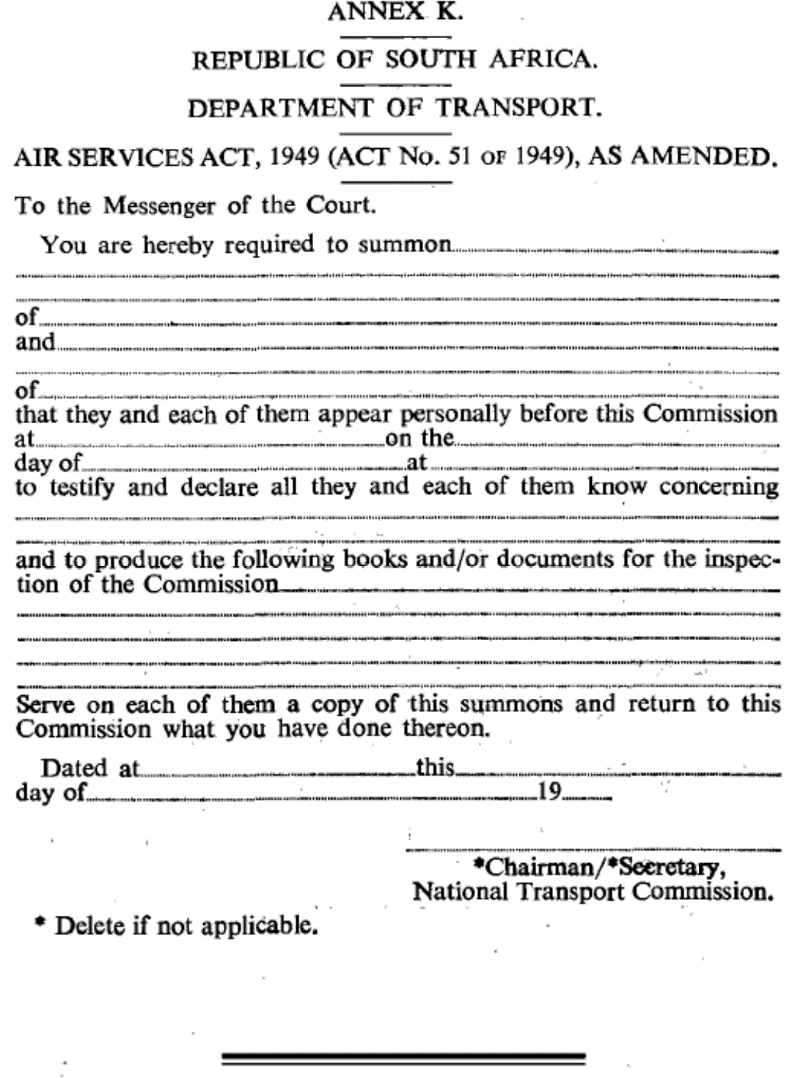 ANNEX K.
REPUBLIC OF SOUTH AFRICA.
DEPARTMENT OF TRANSPORT.
AIR SERVICES ACT, 1949 (ACT No. 51 OF 1949), AS AMENDED.
To the Messenger of the Court.
You are hereby required to summon
of
and
of
that they and each of them appear personally before this Commission
at on the
day of at
to testify and declare all they and each of them know concerning
and to produce the following books and/or documents for the inspec-
tion of the Commission
Serve on each of them a copy of this summons and return to this
Commission what you have done thereon.
Dated at this
day of 19
*Chairman/*Secretary,
National Transport Commission.
* Delete if not applicable.